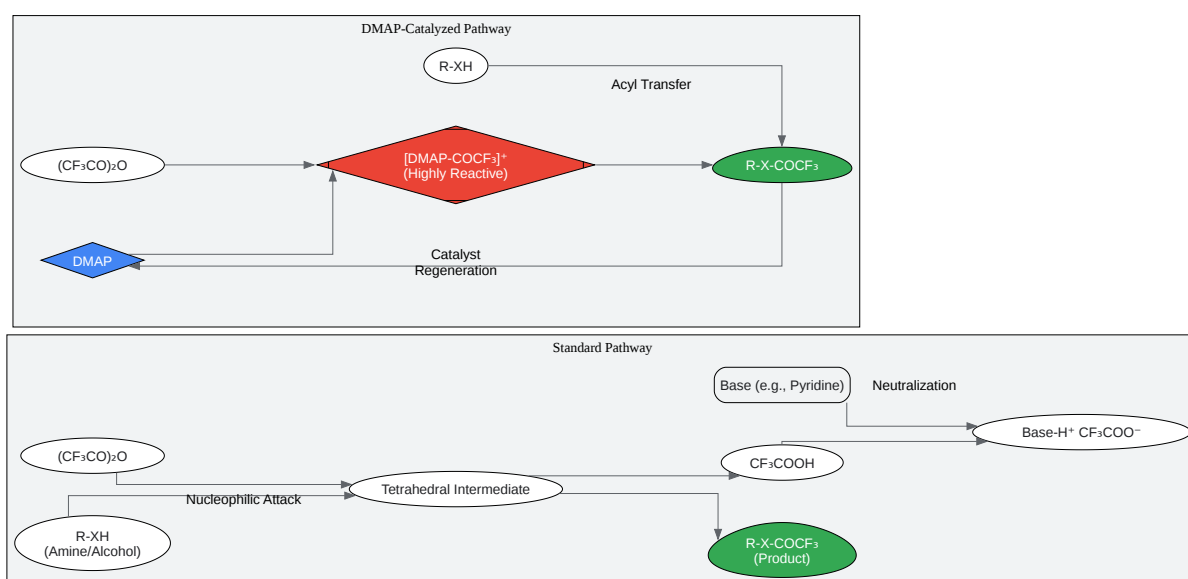 DMAP-Catalyzed Pathway
R-XH
Acyl Transfer
(CF₃CO)₂O
[DMAP-COCF₃]⁺
(Highly Reactive)
R-X-COCF₃
DMAP
Catalyst
Regeneration
Standard Pathway
Base (e.g., Pyridine)
Neutralization
Base-H⁺ CF₃COO⁻
(CF₃CO)₂O
CF₃COOH
Tetrahedral Intermediate
Nucleophilic Attack
R-XH
(Amine/Alcohol)
R-X-COCF₃
(Product)